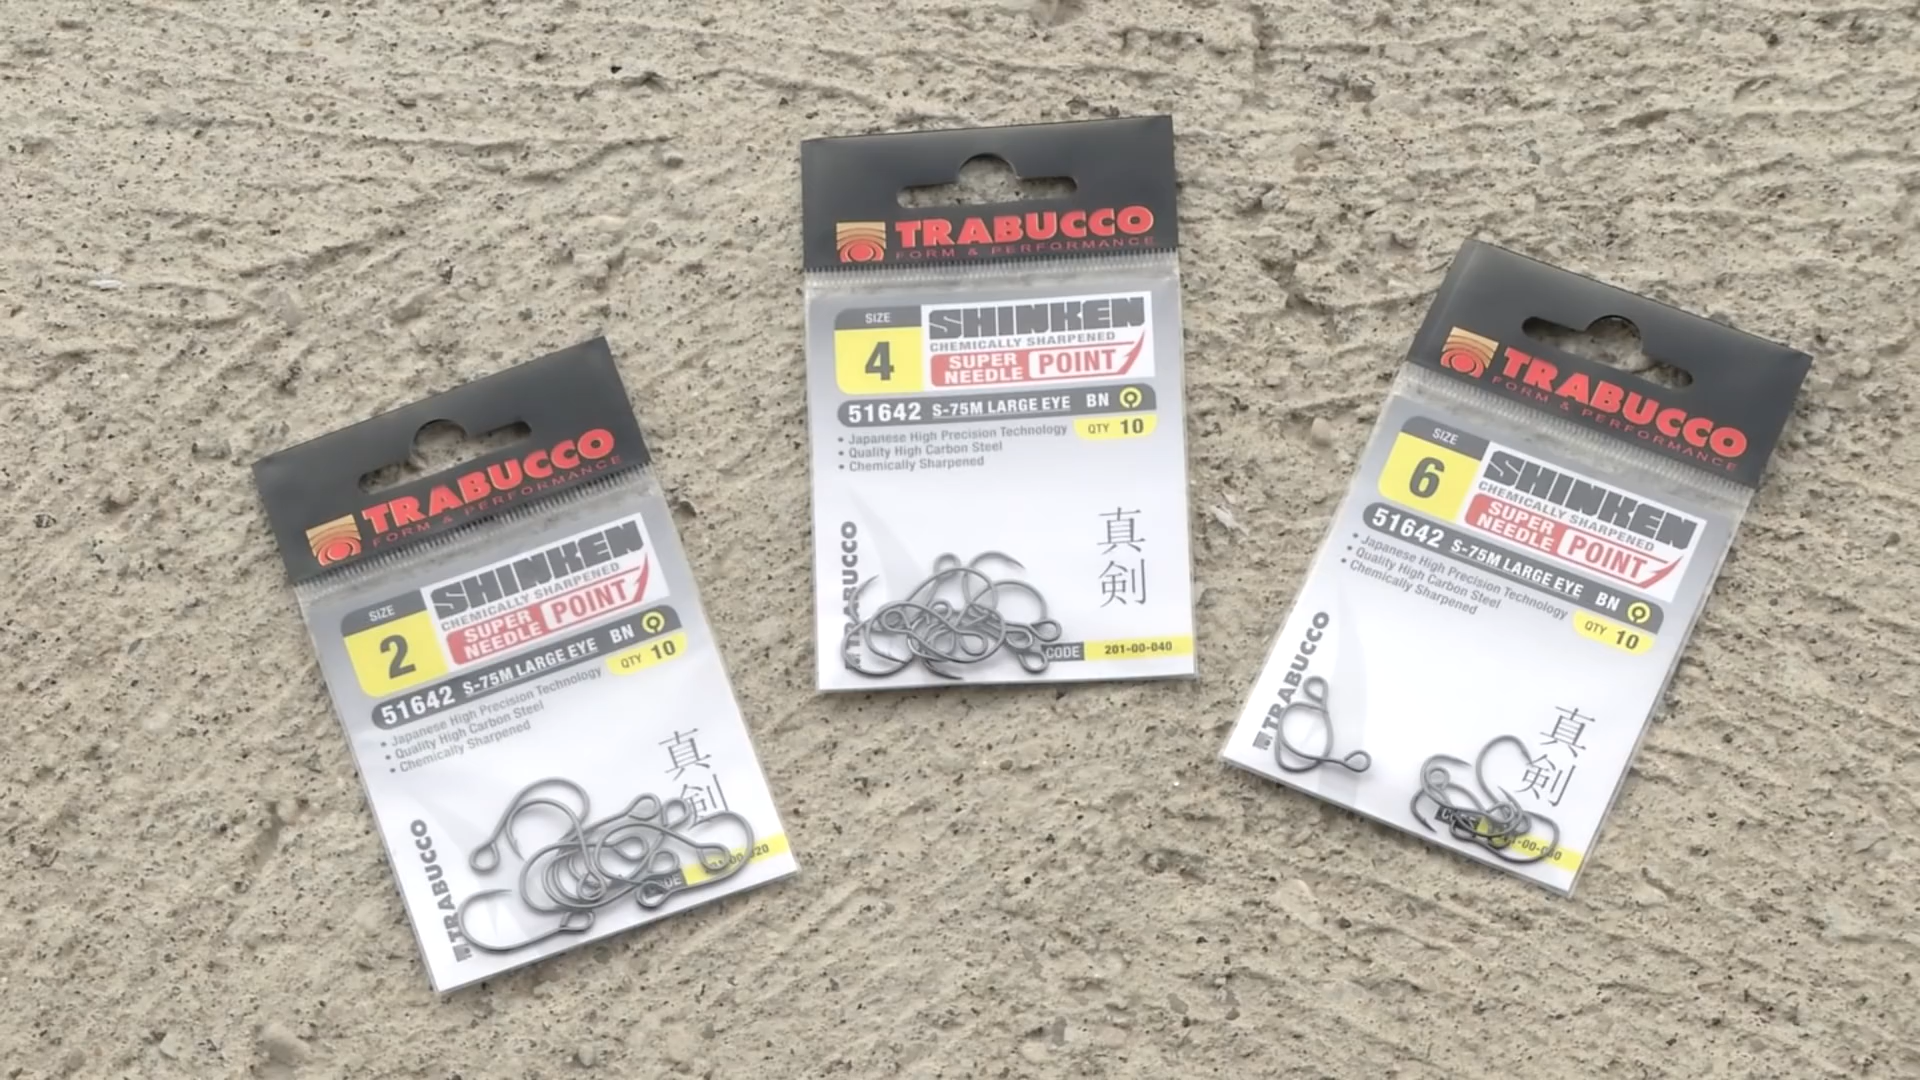 TRABUCCO
FORM & PERFORMANCE
SIZE
2
SHINKEN
CHEMICALLY SHARPENED
SUPER NEEDLE POINT
51642 S-75M LARGE EYE BN
QTY 10
• Japanese High Precision Technology
• Quality High Carbon Steel
• Chemically Sharpened
TRABUCCO
真剣
TRABUCCO
FORM & PERFORMANCE
SIZE
4
SHINKEN
CHEMICALLY SHARPENED
SUPER NEEDLE POINT
51642 S-75M LARGE EYE BN
QTY 10
• Japanese High Precision Technology
• Quality High Carbon Steel
• Chemically Sharpened
TRABUCCO
真剣
CODE 201-00-040
TRABUCCO
FORM & PERFORMANCE
SIZE
6
SHINKEN
CHEMICALLY SHARPENED
SUPER NEEDLE POINT
51642 S-75M LARGE EYE BN
QTY 10
• Japanese High Precision Technology
• Quality High Carbon Steel
• Chemically Sharpened
TRABUCCO
真剣